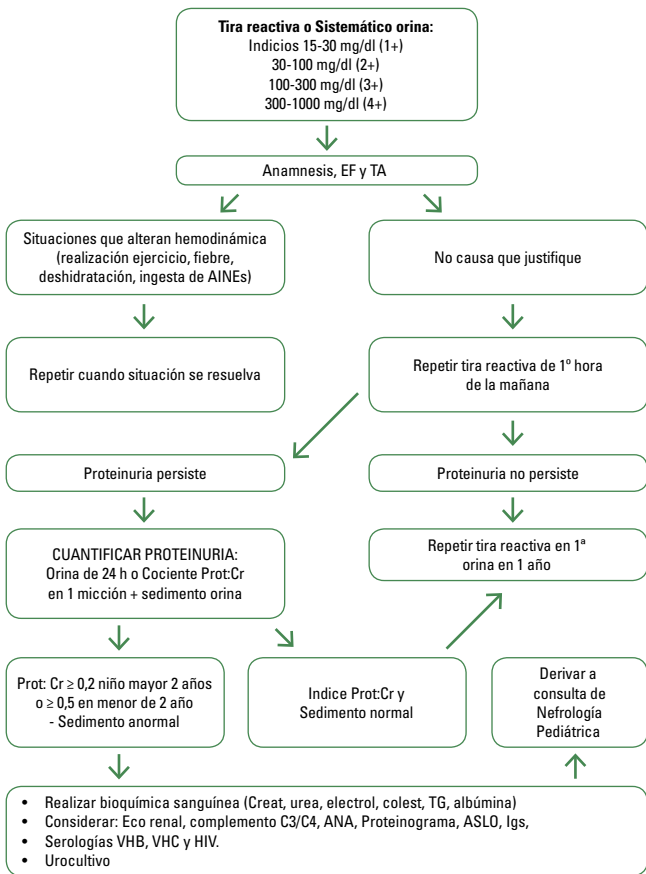 Tira reactiva o Sistemático orina:
Indicios 15-30 mg/dl (1+)
30-100 mg/dl (2+)
100-300 mg/dl (3+)
300-1000 mg/dl (4+)
Anamnesis, EF y TA
Situaciones que alteran hemodinámica
(realización ejercicio, fiebre,
deshidratación, ingesta de AINEs)
No causa que justifique
Repetir cuando situación se resuelva
Repetir tira reactiva de 1º hora
de la mañana
Proteinuria persiste
Proteinuria no persiste
CUANTIFICAR PROTEINURIA:
Orina de 24 h o Cociente Prot:Cr
en 1 micción + sedimento orina
Repetir tira reactiva en 1ª
orina en 1 año
Prot: Cr ≥ 0,2 niño mayor 2 años
o ≥ 0,5 en menor de 2 año
- Sedimento anormal
Indice Prot:Cr y
Sedimento normal
Derivar a
consulta de
Nefrología
Pediátrica
• Realizar bioquímica sanguínea (Creat, urea, electrol, colest, TG, albúmina)
• Considerar: Eco renal, complemento C3/C4, ANA, Proteinograma, ASLO, Igs,
• Serologías VHB, VHC y HIV.
• Urocultivo